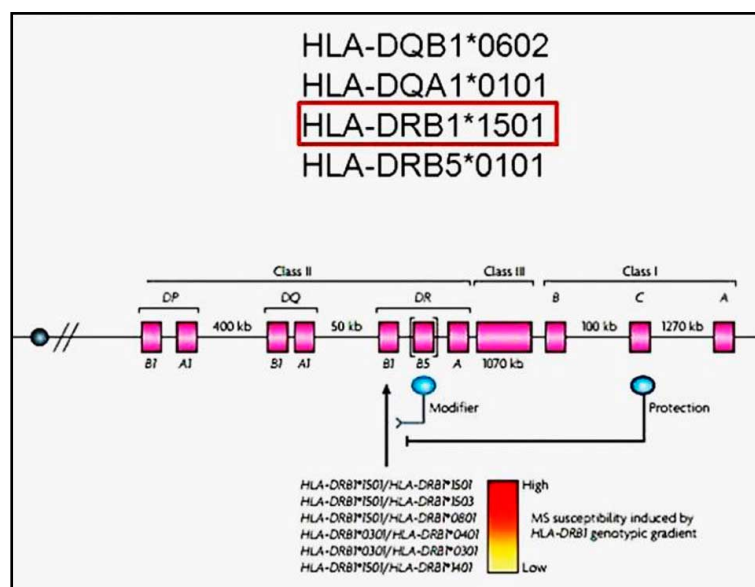 HLA-DQB1*0602
HLA-DQA1*0101
HLA-DRB1*1501
HLA-DRB5*0101
Class II Class III Class I
DP DQ DR B C A
400 kb 50 kb 100 kb 1270 kb
B1 A1 B1 A1 B1 B5 A 1070 kb
Modifier Protection
HLA-DRB1*1501/HLA-DRB1*1501 High
HLA-DRB1*1501/HLA-DRB1*1503
HLA-DRB1*1501/HLA-DRB1*0801 MS susceptibility induced by
HLA-DRB1*0301/HLA-DRB1*0401 HLA-DRB1 genotypic gradient
HLA-DRB1*0301/HLA-DRB1*0301
HLA-DRB1*1501/HLA-DRB1*1401 Low